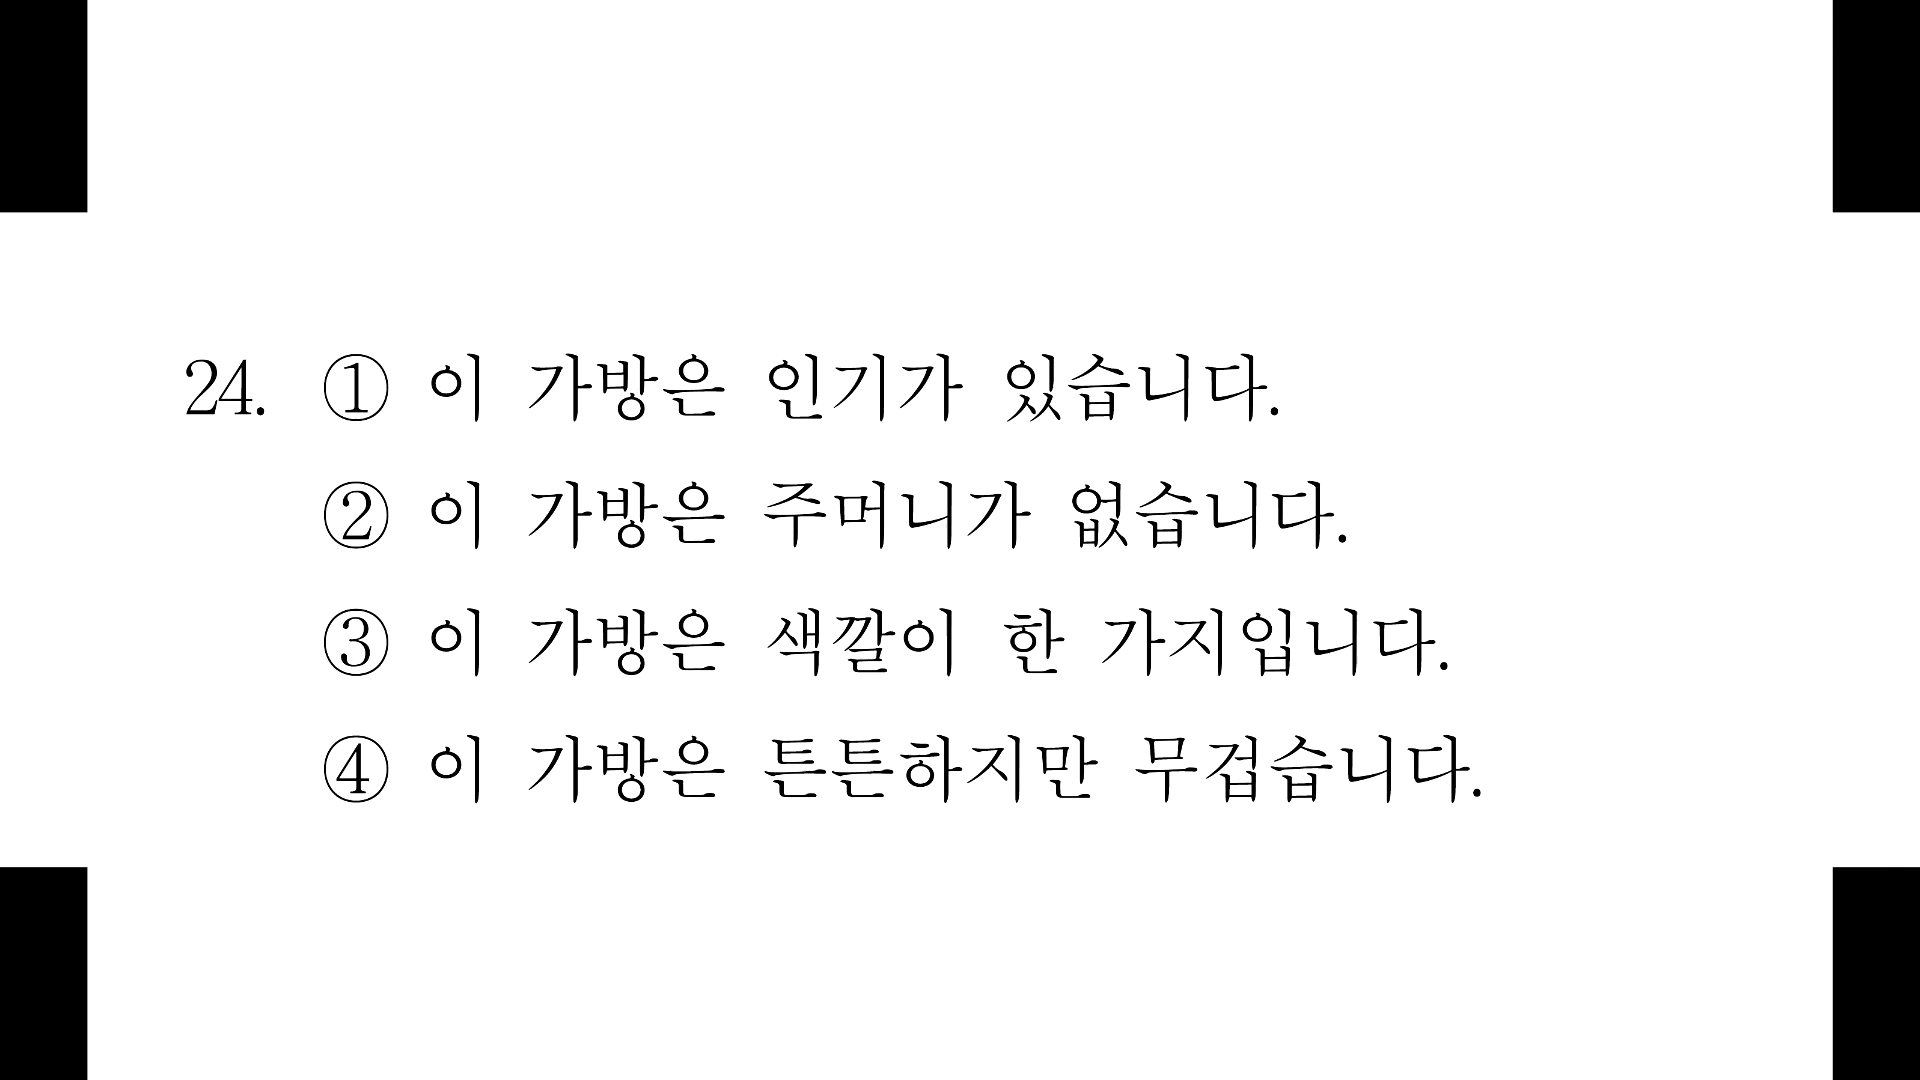 24. ① 이 가방은 인기가 있습니다.
② 이 가방은 주머니가 없습니다.
③ 이 가방은 색깔이 한 가지입니다.
④ 이 가방은 튼튼하지만 무겁습니다.